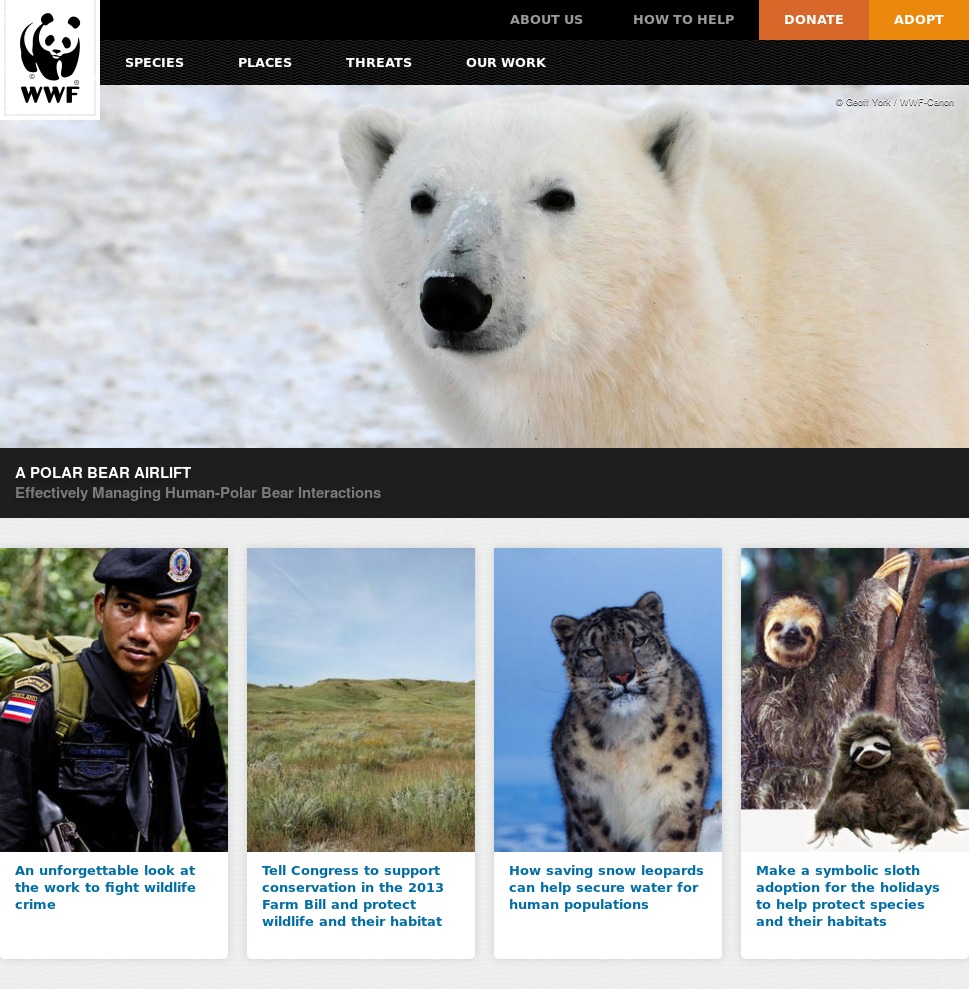 ABOUT US
HOW TO HELP
DONATE
ADOPT
WWF
SPECIES
PLACES
THREATS
OUR WORK
© Geoff York / WWF-Canon
A POLAR BEAR AIRLIFT
Effectively Managing Human-Polar Bear Interactions
THAILAND
An unforgettable look at
the work to fight wildlife
crime
Tell Congress to support
conservation in the 2013
Farm Bill and protect
wildlife and their habitat
How saving snow leopards
can help secure water for
human populations
Make a symbolic sloth
adoption for the holidays
to help protect species
and their habitats